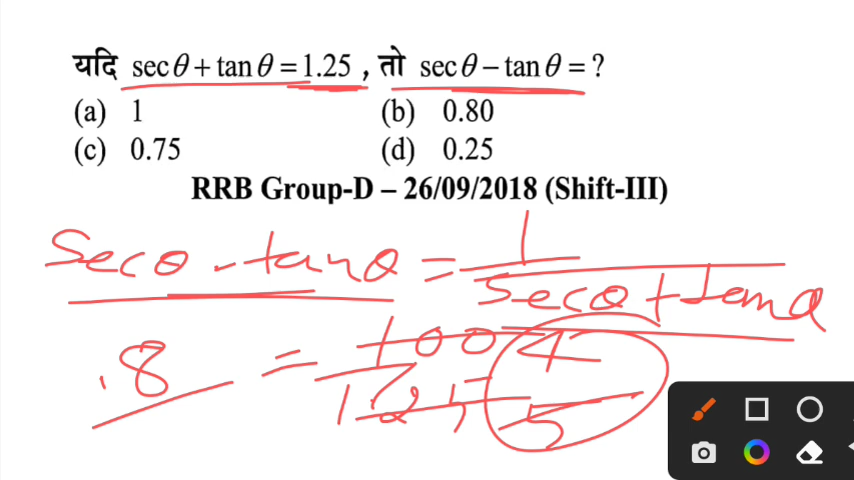 यदि secθ + tanθ = 1.25 , तो secθ − tanθ = ?
(a) 1 (b) 0.80
(c) 0.75 (d) 0.25
RRB Group-D – 26/09/2018 (Shift-III)
Secθ - tanθ = 1
Secθ + tanθ
.8 = 100 4
125 5